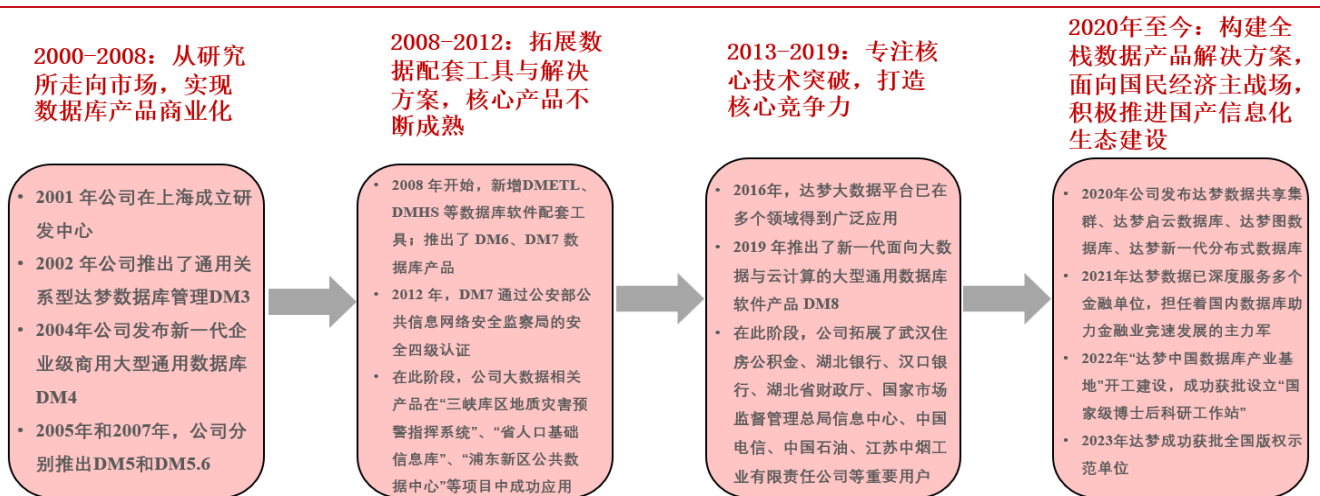 2000-2008：从研究
所走向市场，实现
数据库产品商业化
• 2001 年公司在上海成立研
发中心
• 2002 年公司推出了通用关
系型达梦数据库管理DM3
• 2004年公司发布新一代企
业级商用大型通用数据库
DM4
• 2005年和2007年，公司分
别推出DM5和DM5.6
2008-2012：拓展数
据配套工具与解决
方案，核心产品不
断成熟
• 2008 年开始，新增DMETL、
DMHS 等数据库软件配套工
具；推出了 DM6、DM7 数
据库产品
• 2012 年，DM7 通过公安部公
共信息网络安全监察局的安
全四级认证
• 在此阶段，公司大数据相关
产品在“三峡库区地质灾害预
警指挥系统”、“省人口基础
信息库”、“浦东新区公共数
据中心”等项目中成功应用
2013-2019：专注核
心技术突破，打造
核心竞争力
• 2016年，达梦大数据平台已在
多个领域得到广泛应用
• 2019 年推出了新一代面向大数
据与云计算的大型通用数据库
软件产品 DM8
• 在此阶段，公司拓展了武汉住
房公积金、湖北银行、汉口银
行、湖北省财政厅、国家市场
监督管理总局信息中心、中国
电信、中国石油、江苏中烟工
业有限责任公司等重要用户
2020年至今：构建全
栈数据产品解决方案，
面向国民经济主战场，
积极推进国产信息化
生态建设
• 2020年公司发布达梦数据共享集
群、达梦启云数据库、达梦图数
据库、达梦新一代分布式数据库
• 2021年达梦数据已深度服务多个
金融单位，担任着国内数据库助
力金融业竞速发展的主力军
• 2022年“达梦中国数据库产业基
地”开工建设，成功获批设立“国
家级博士后科研工作站”
• 2023年达梦成功获批全国版权示
范单位